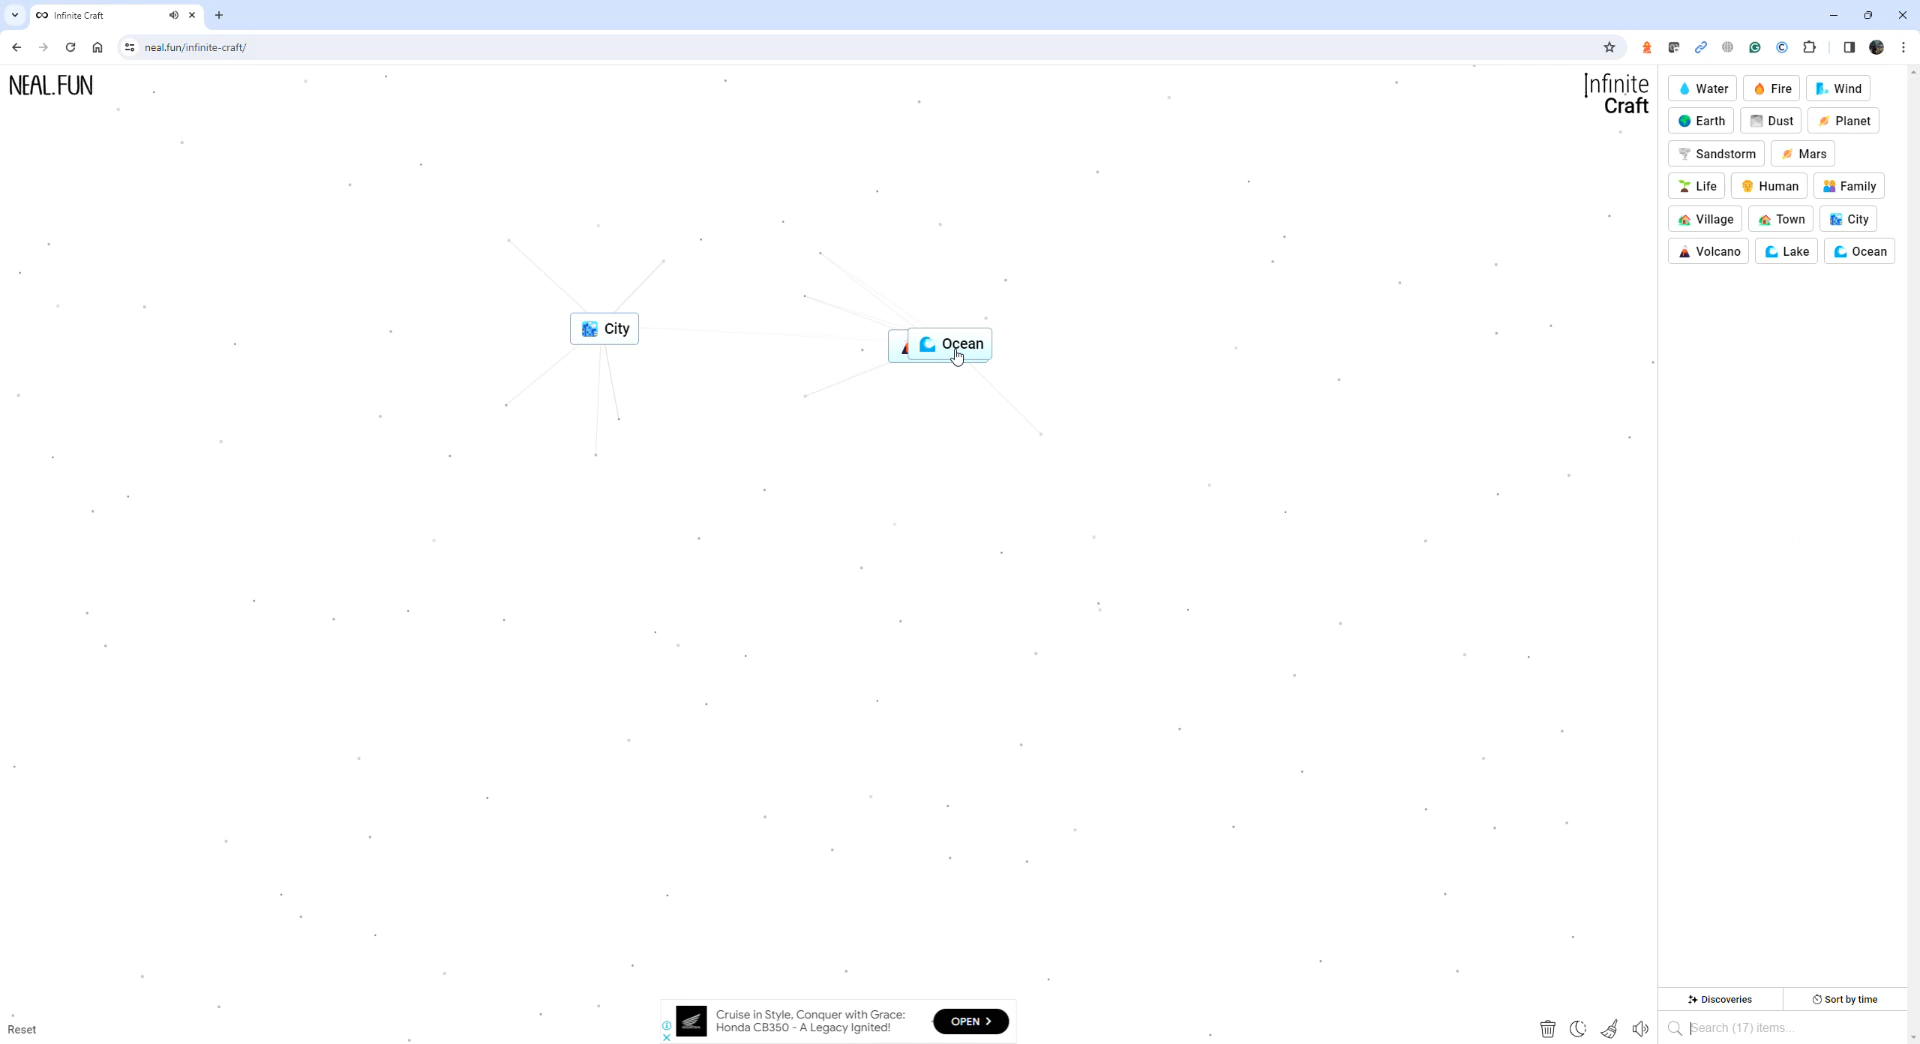 Infinite Craft
neal.fun/infinite-craft/
NEAL.FUN
Infinite
Craft
Water Fire Wind
Earth Dust Planet
Sandstorm Mars
Life Human Family
Village Town City
Volcano Lake Ocean
City
Ocean
Discoveries Sort by time
Search (17) items...
Reset
Cruise in Style, Conquer with Grace:
Honda CB350 - A Legacy Ignited!
OPEN